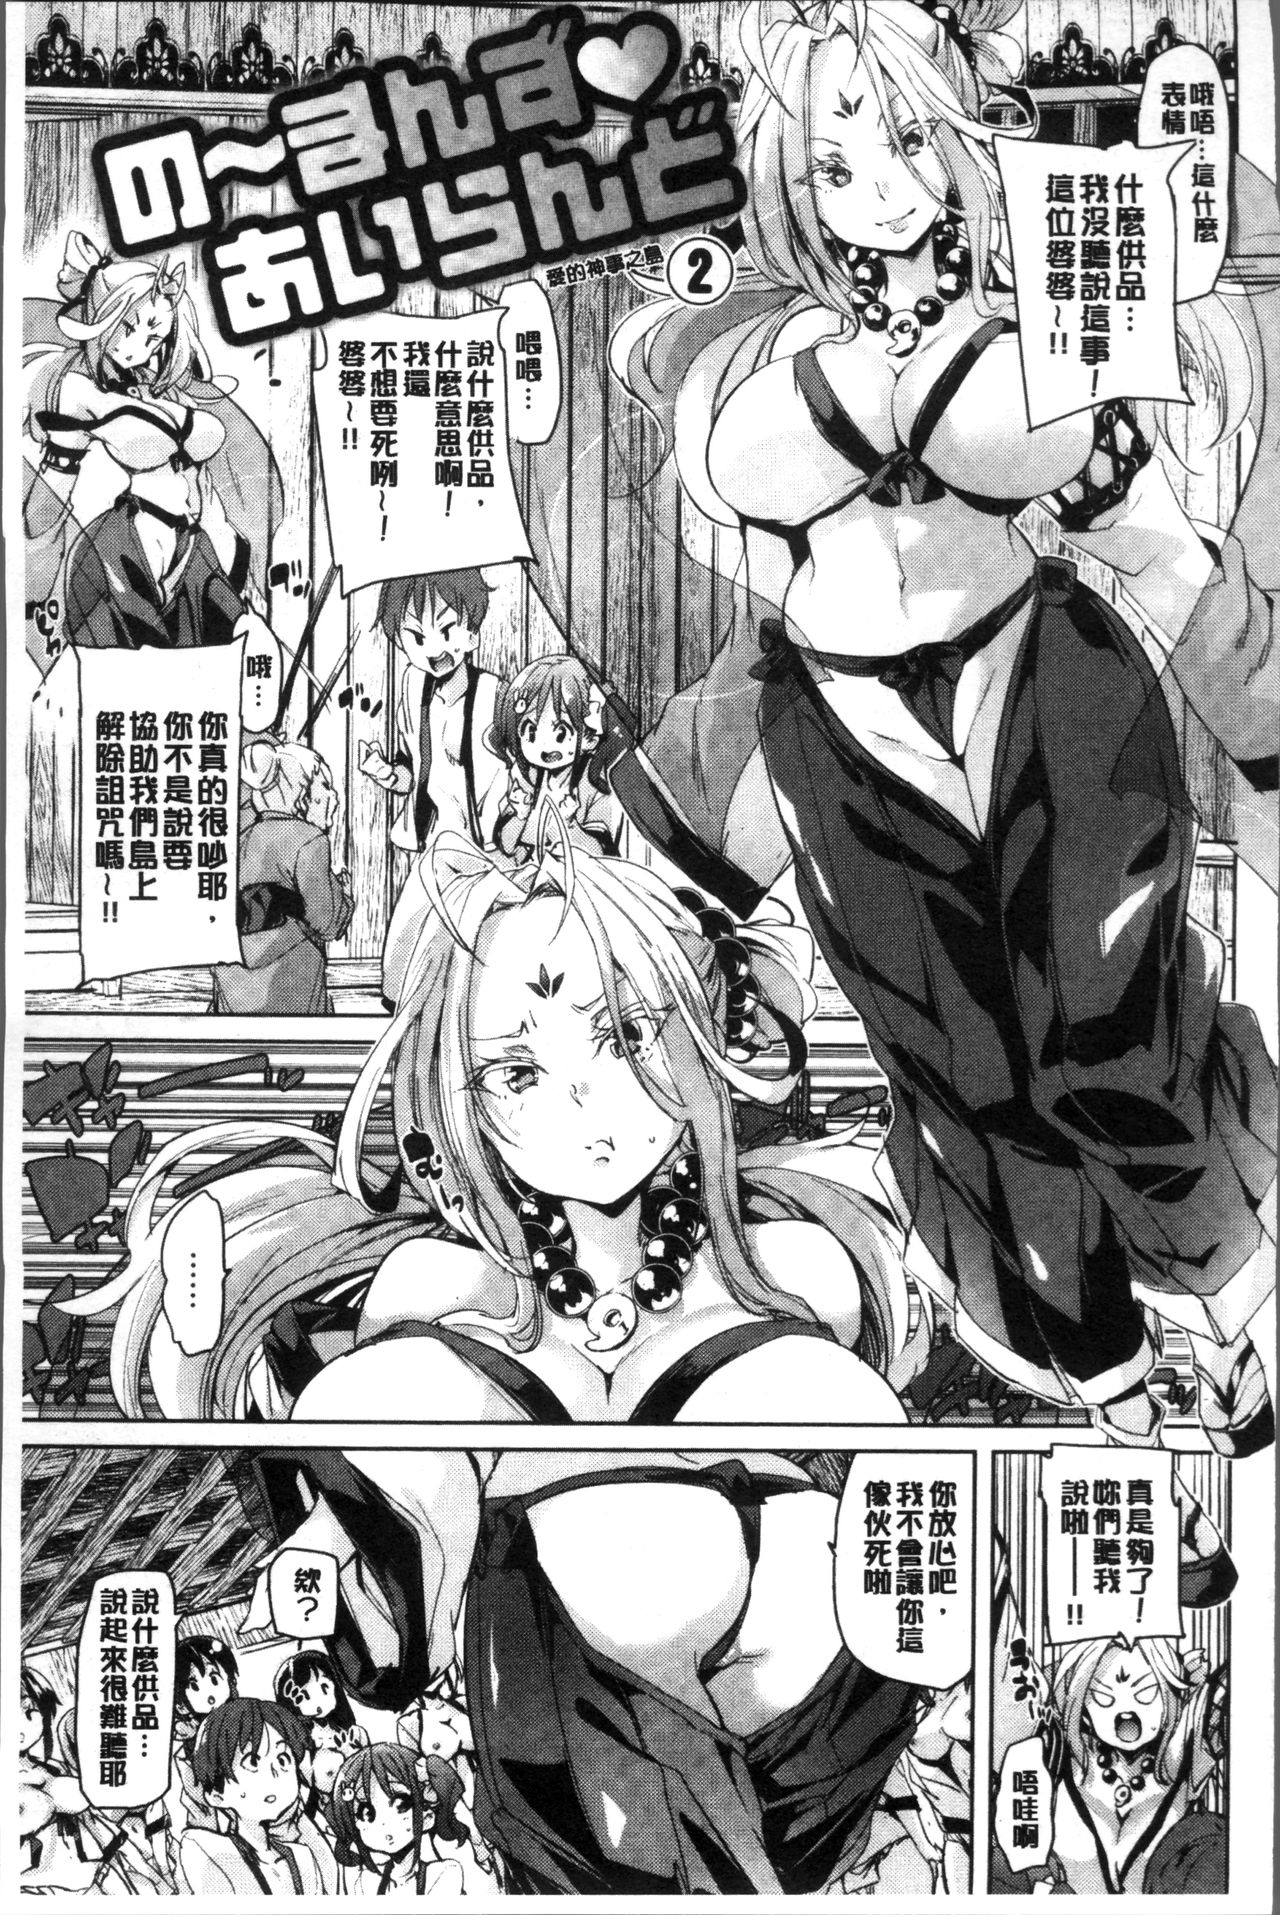 の～まんず♡
あいらんど
愛的神事之島
2
哦唔…這什麼
表情
什麼供品…
我沒聽說這事！
這位婆婆～!!
喂喂…
說什麼供品，
什麼意思啊！
我還
不想要死咧～！
婆婆～!!
哦…
你真的很吵耶，
你不是說要
協助我們島上
解除詛咒嗎～!!
むーっ
……
真是夠了！
妳們聽我
說啦——!!
唔哇啊
你放心吧，
我不會讓你這
傢伙死啦
欸？
說什麼供品…
說起來很難聽耶